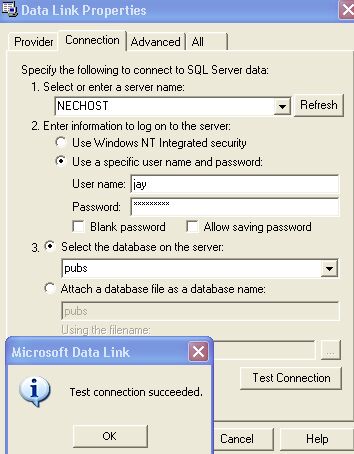 Data Link Properties
Provider Connection Advanced All
Specify the following to connect to SQL Server data:
1. Select or enter a server name:
NECHOST Refresh
2. Enter information to log on to the server:
Use Windows NT Integrated security
Use a specific user name and password:
User name: jay
Password: *********
Blank password Allow saving password
3. Select the database on the server:
pubs
Attach a database file as a database name:
pubs
Using the filename:
...
Microsoft Data Link
Test connection succeeded.
Test Connection
OK
Cancel Help